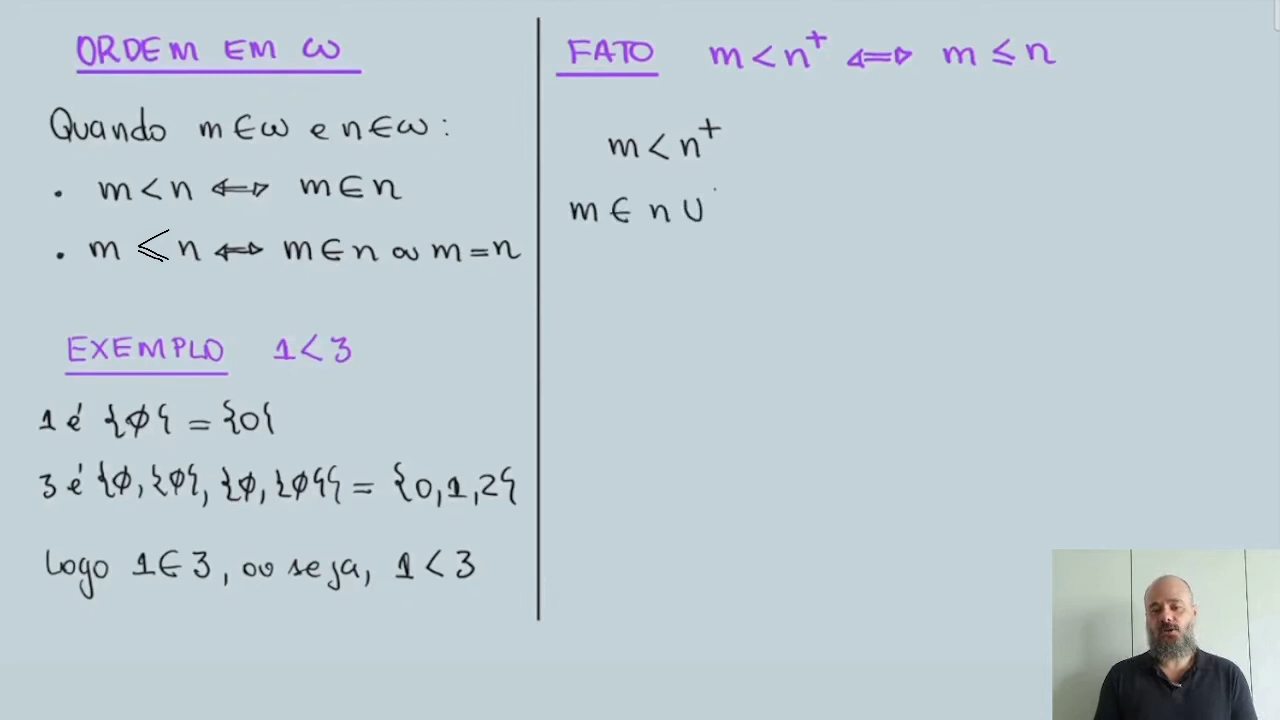 ORDEM EM ω
Quando m∈ω e n∈ω:
• m<n ⟺ m∈n
• m≤n ⟺ m∈n ou m=n
EXEMPLO 1<3
1 é {∅} = {0}
3 é {∅, {∅}, {∅, {∅}}} = {0,1,2}
Logo 1∈3, ou seja, 1<3
FATO m<n⁺ ⟺ m≤n
m<n⁺
m∈n∪